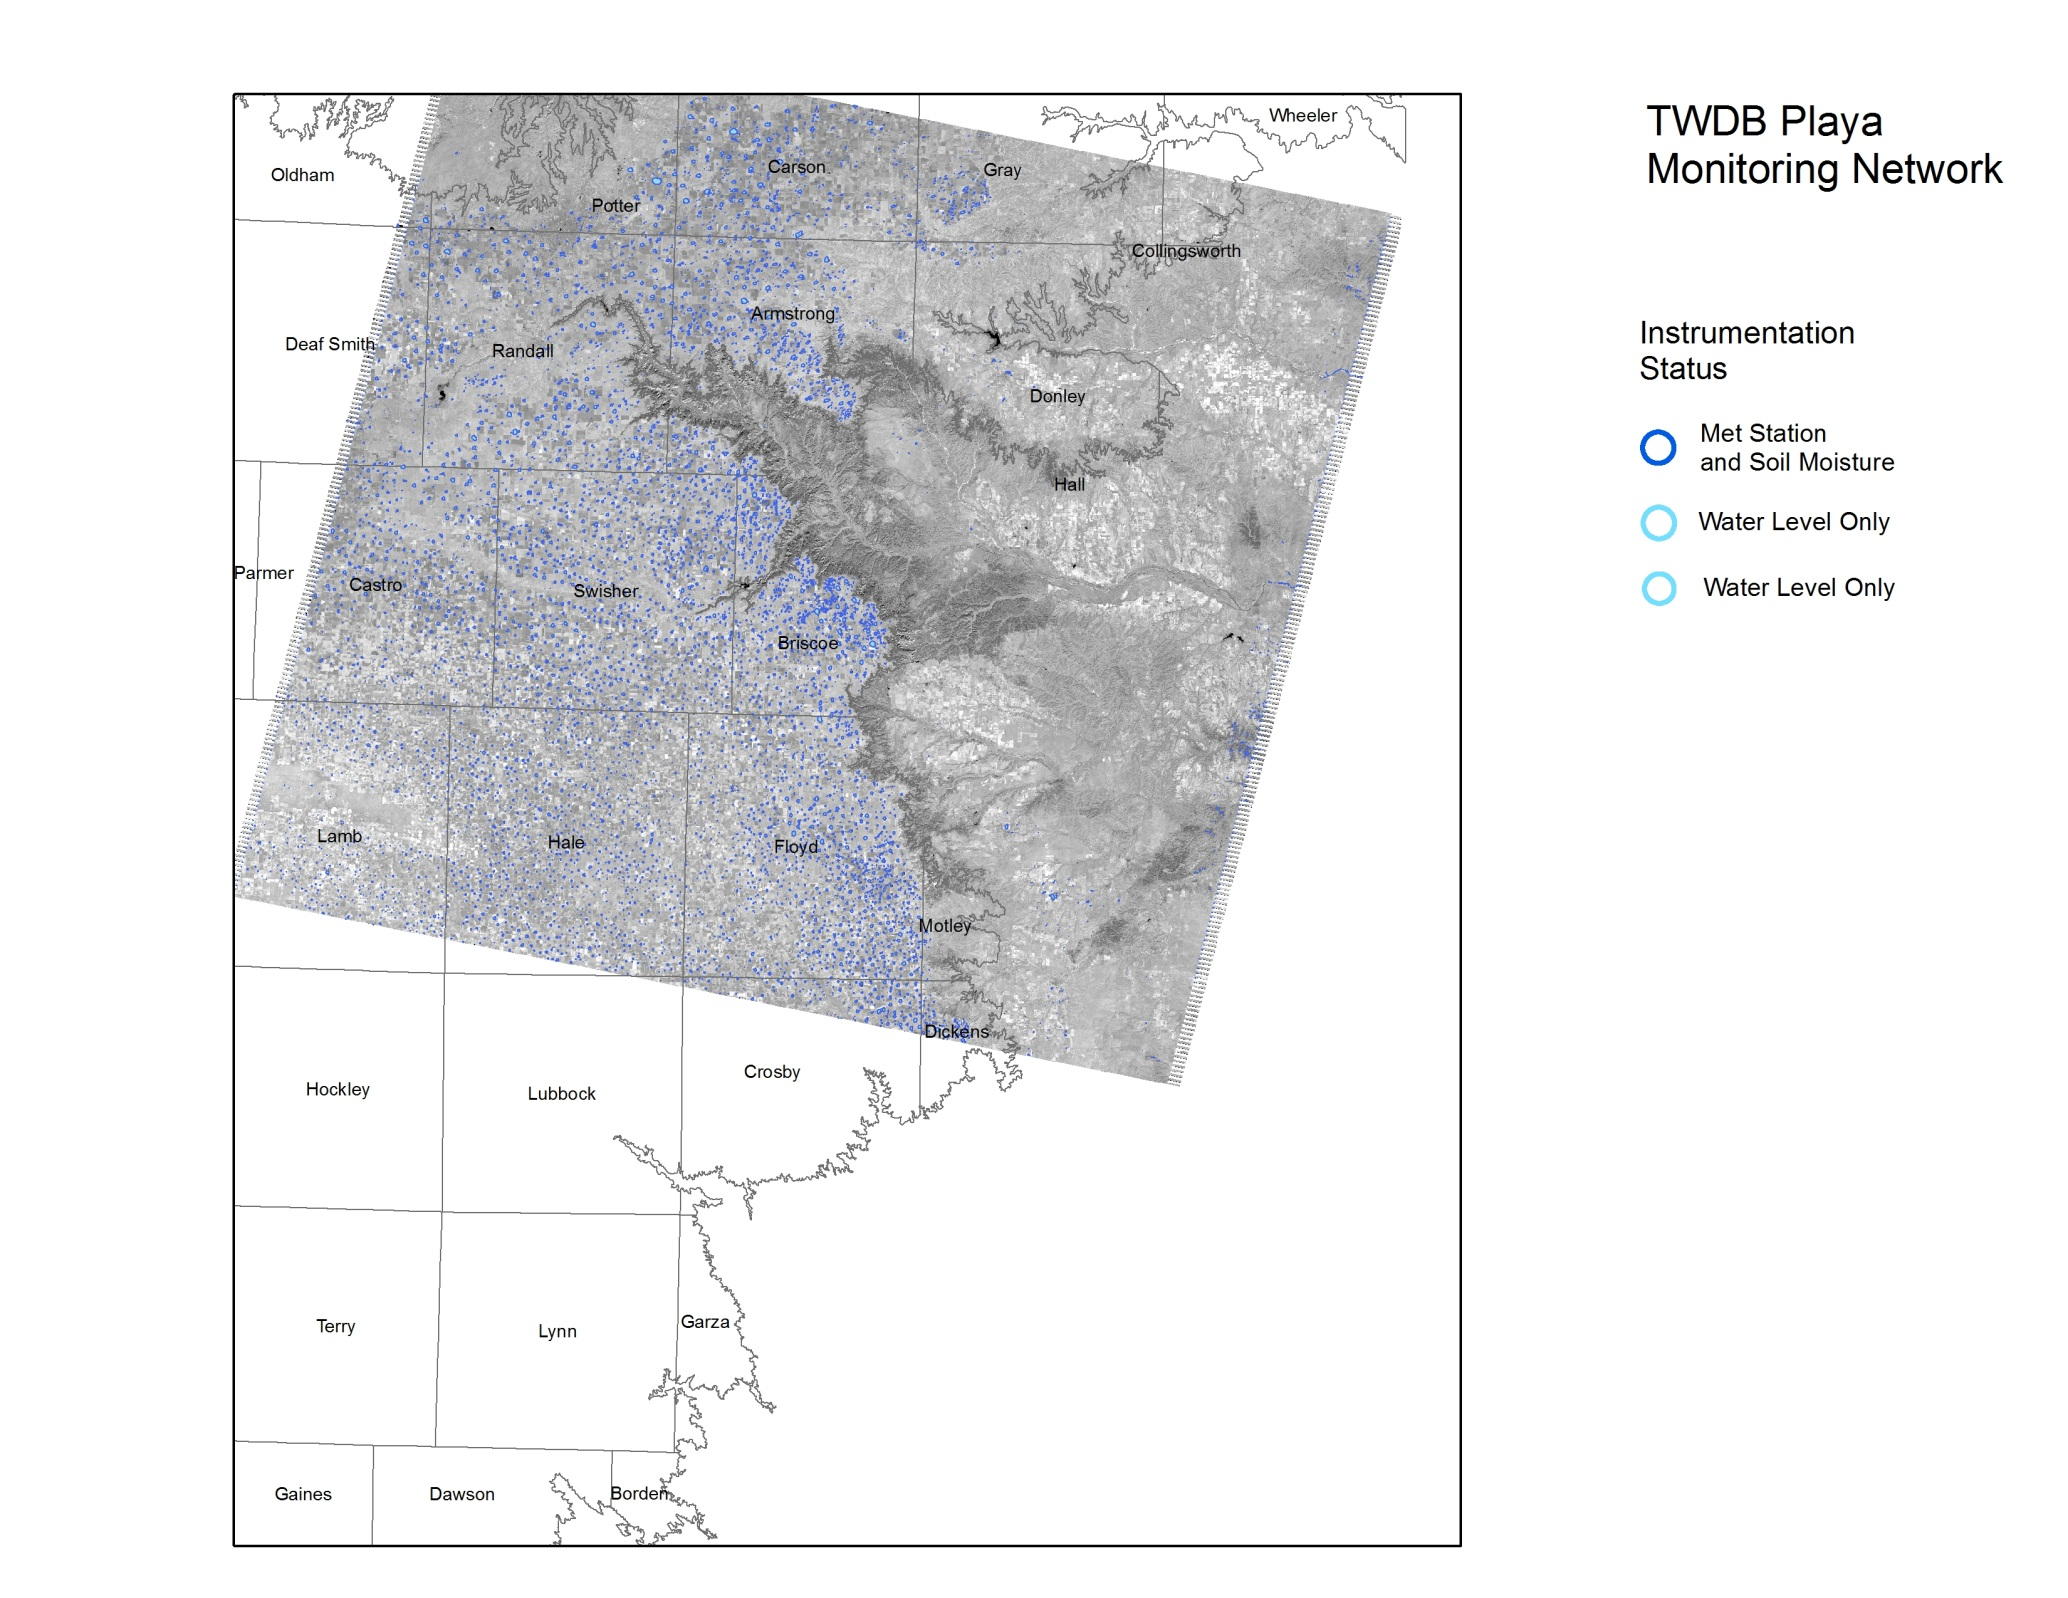 TWDB Playa
Monitoring Network
Instrumentation
Status
Met Station
and Soil Moisture
Water Level Only
Water Level Only
Wheeler
Oldham
Carson
Gray
Potter
Collingsworth
Armstrong
Deaf Smith
Randall
Donley
Hall
Parmer
Castro
Swisher
Briscoe
Lamb
Hale
Floyd
Motley
Dickens
Hockley
Lubbock
Crosby
Terry
Lynn
Garza
Gaines
Dawson
Borden